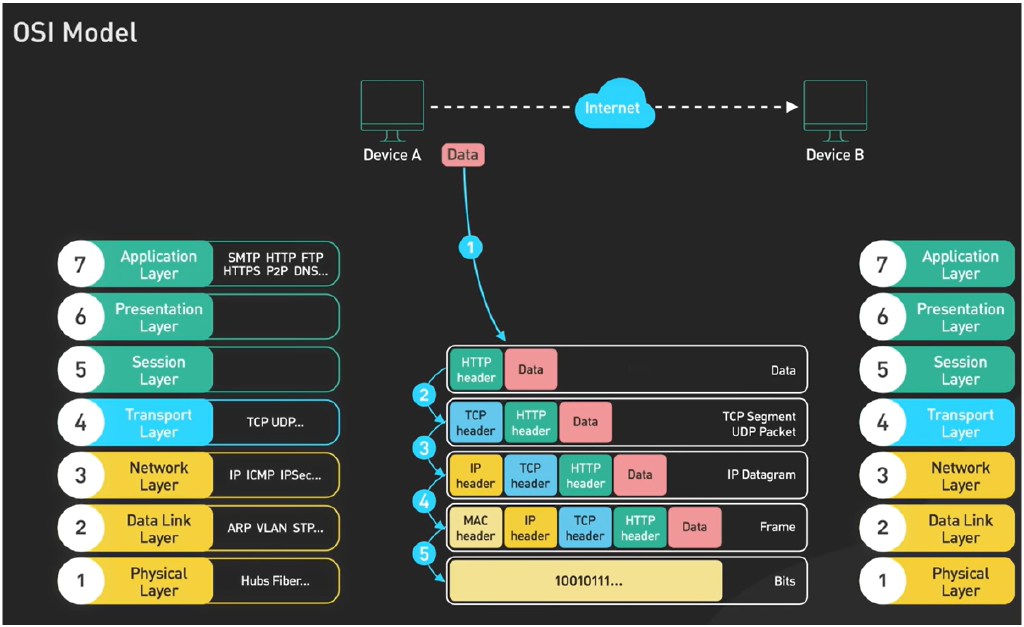 OSI Model
Internet
Device A
Data
Device B
1
7
Application
Layer
SMTP HTTP FTP
HTTPS P2P DNS...
6
Presentation
Layer
5
Session
Layer
4
Transport
Layer
TCP UDP...
3
Network
Layer
IP ICMP IPSec...
2
Data Link
Layer
ARP VLAN STP...
1
Physical
Layer
Hubs Fiber...
HTTP
header
Data
Data
2
TCP
header
HTTP
header
Data
TCP Segment
UDP Packet
3
IP
header
TCP
header
HTTP
header
Data
IP Datagram
4
MAC
header
IP
header
TCP
header
HTTP
header
Data
Frame
5
10010111...
Bits
7
Application
Layer
6
Presentation
Layer
5
Session
Layer
4
Transport
Layer
3
Network
Layer
2
Data Link
Layer
1
Physical
Layer